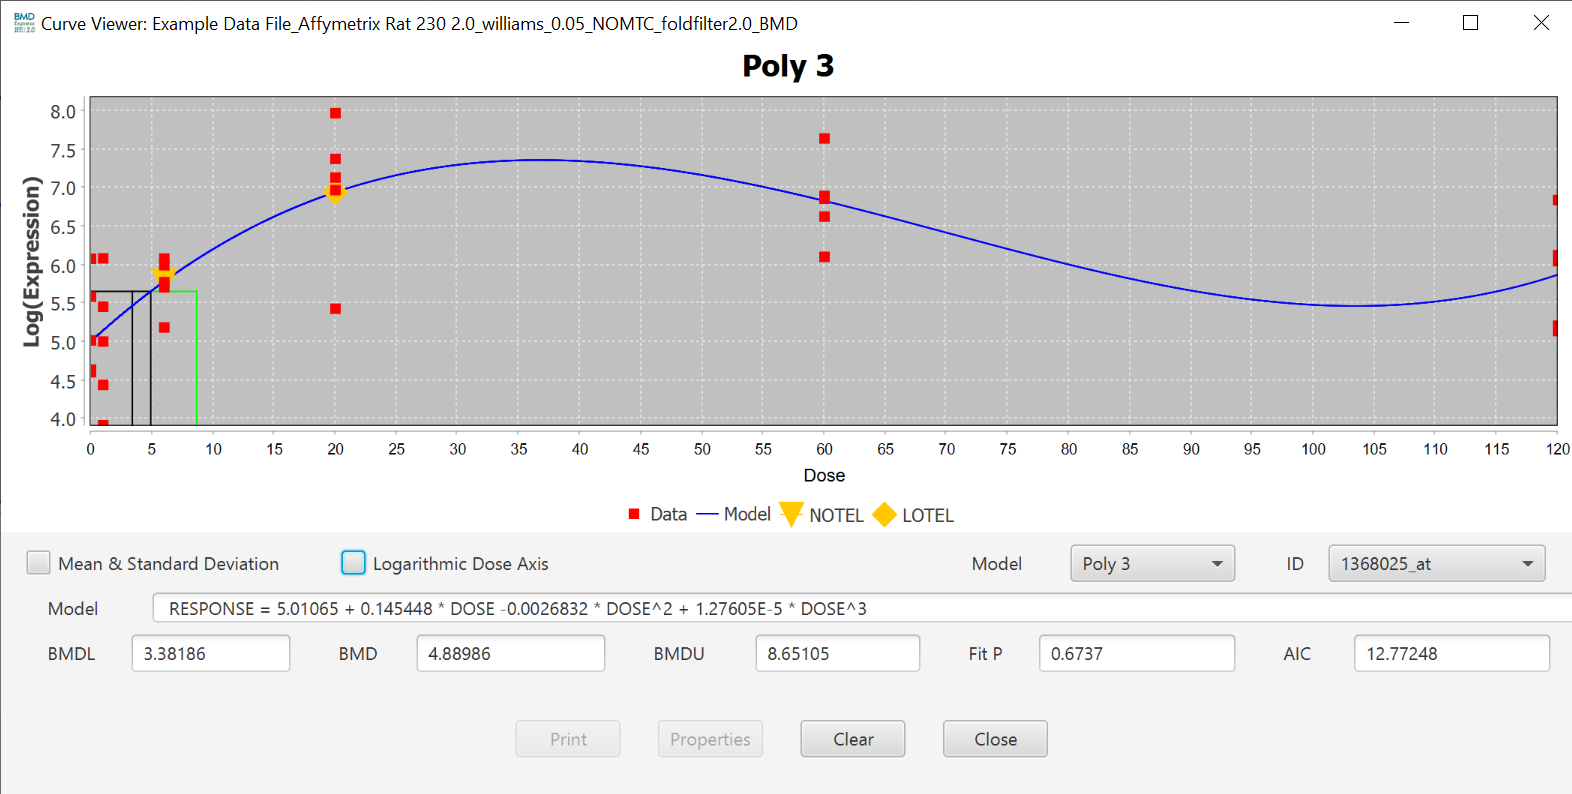 BMD Express 2.0 Curve Viewer: Example Data File_Affymetrix Rat 230 2.0_williams_0.05_NOMTC_foldfilter2.0_BMD
Poly 3
Log(Expression)
8.0
7.5
7.0
6.5
6.0
5.5
5.0
4.5
4.0
0 5 10 15 20 25 30 35 40 45 50 55 60 65 70 75 80 85 90 95 100 105 110 115 120
Dose
Data Model NOTEL LOTEL
Mean & Standard Deviation Logarithmic Dose Axis Model Poly 3 ID 1368025_at
Model RESPONSE = 5.01065 + 0.145448 * DOSE -0.0026832 * DOSE^2 + 1.27605E-5 * DOSE^3
BMDL 3.38186 BMD 4.88986 BMDU 8.65105 Fit P 0.6737 AIC 12.77248
Print Properties Clear Close